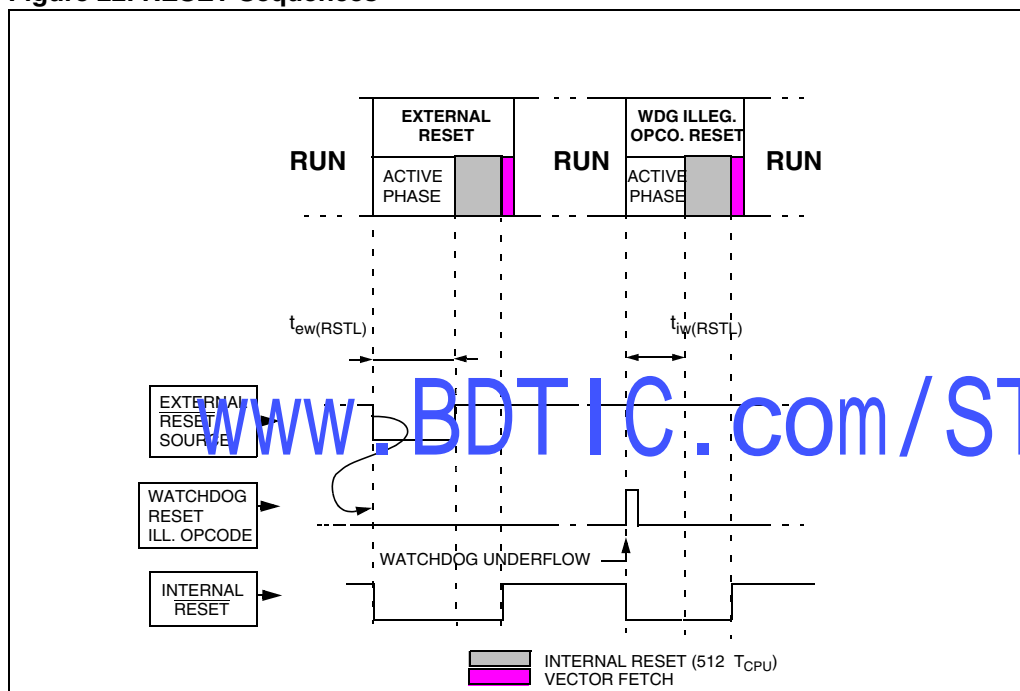 Figure 22. RESET Sequences
EXTERNAL
RESET
WDG ILLEG.
OPCO. RESET
RUN
ACTIVE
PHASE
RUN
ACTIVE
PHASE
RUN
tew(RSTL)
tiw(RSTL)
EXTERNAL
RESET
SOURCE
www.BDTIC.com/ST
WATCHDOG
RESET
ILL. OPCODE
WATCHDOG UNDERFLOW
INTERNAL
RESET
INTERNAL RESET (512 TCPU)
VECTOR FETCH